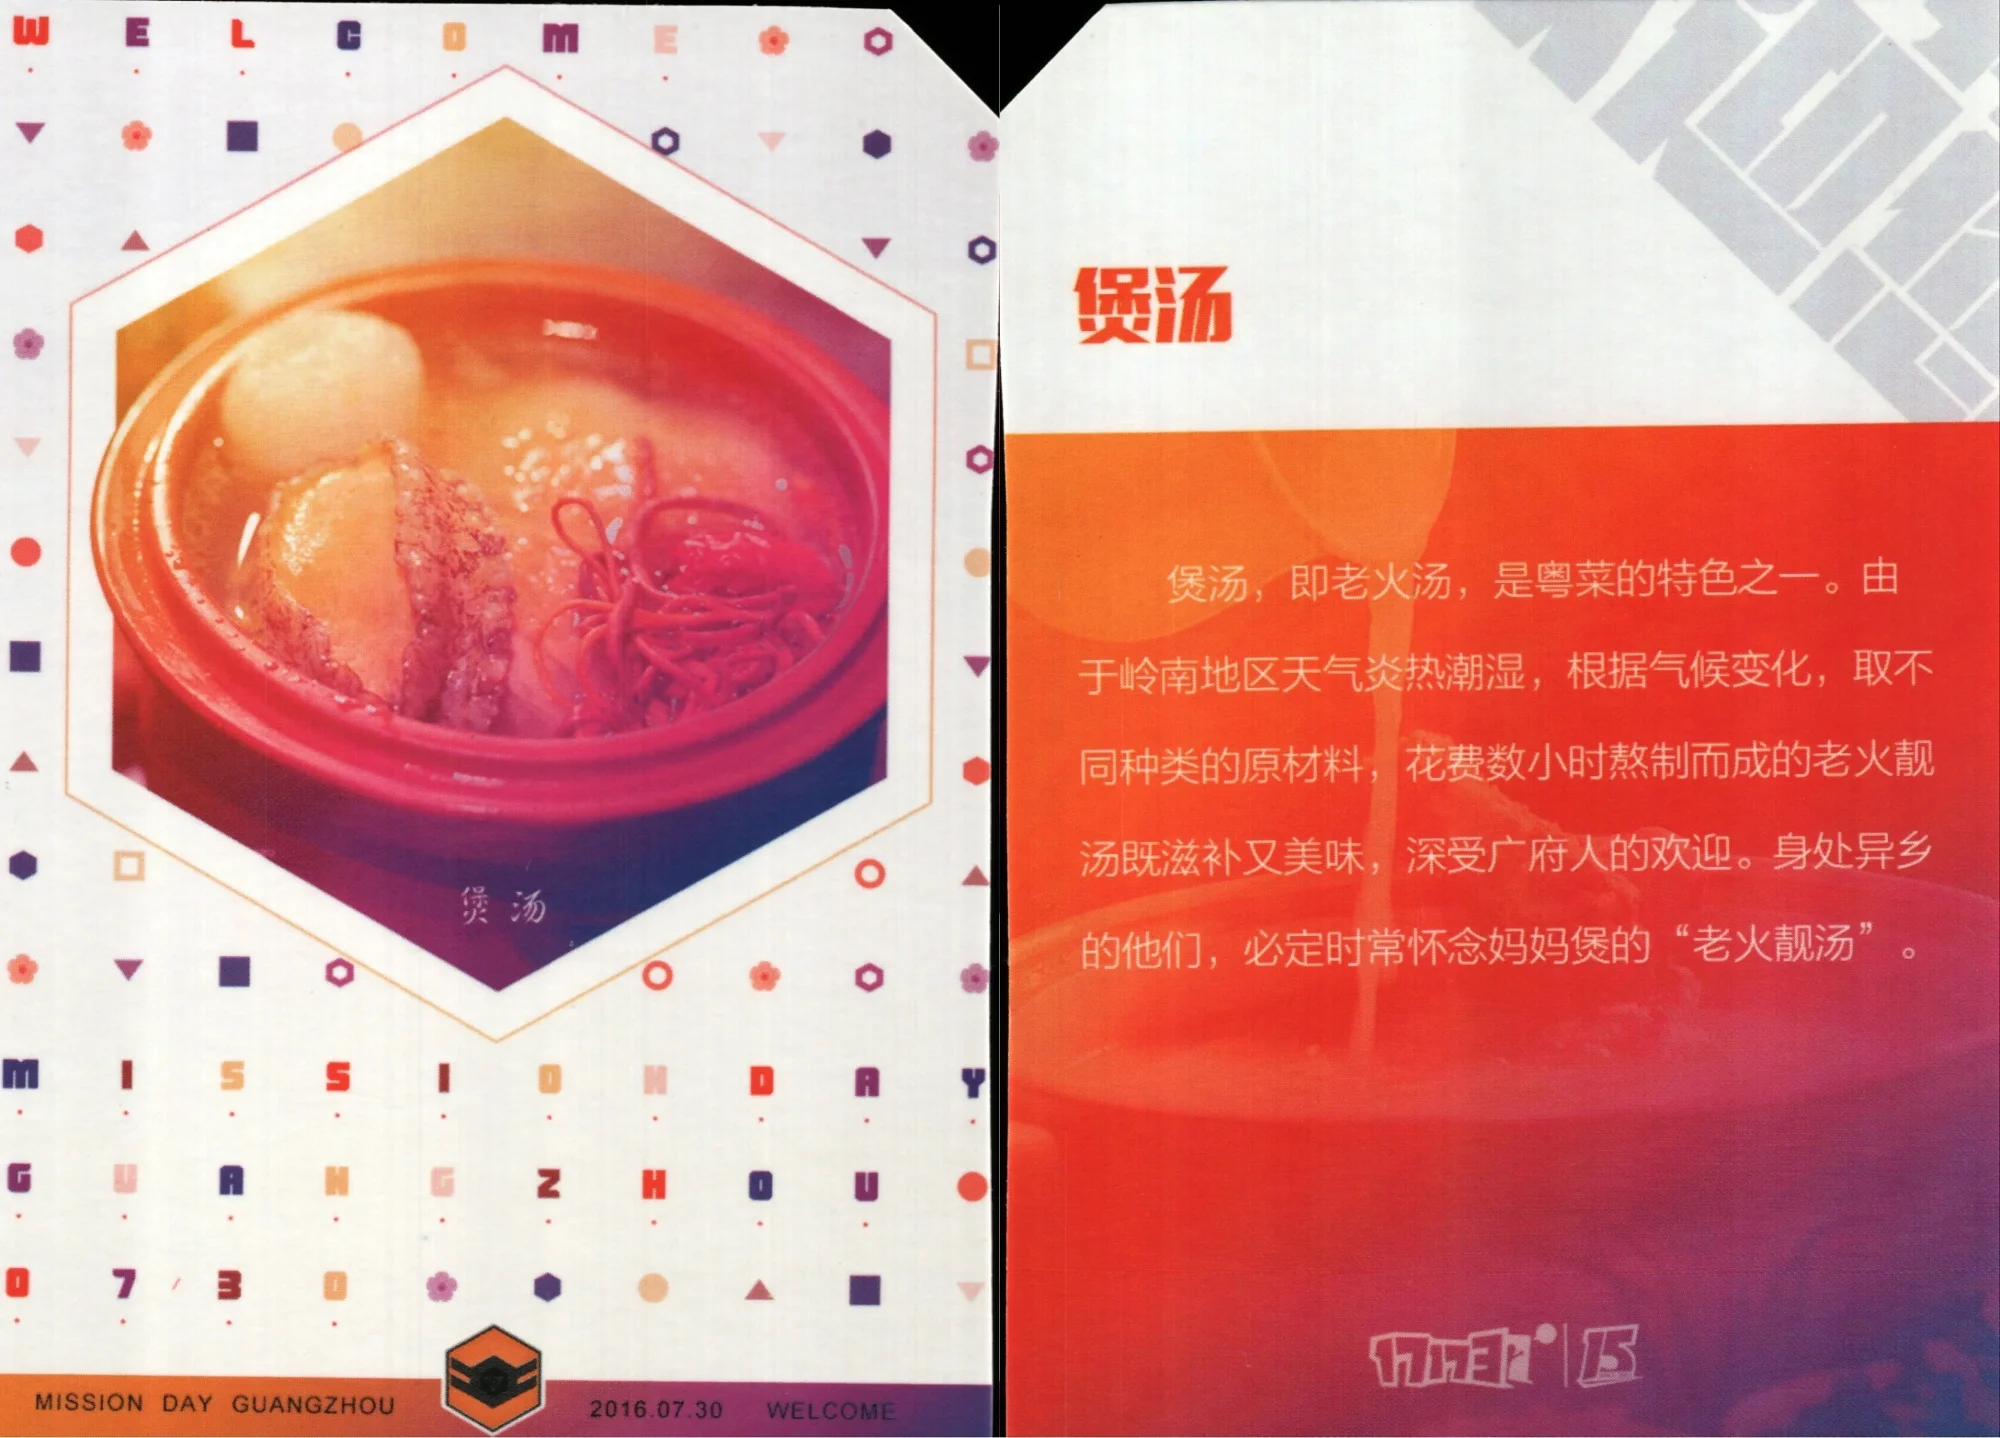 WELCOME
煲汤
MISSION DAY
GUANGZHOU
07/30
MISSION DAY GUANGZHOU
2016.07.30 WELCOME
煲汤
煲汤，即老火汤，是粤菜的特色之一。由
于岭南地区天气炎热潮湿，根据气候变化，取不
同种类的原材料，花费数小时熬制而成的老火靓
汤既滋补又美味，深受广府人的欢迎。身处异乡
的他们，必定时常怀念妈妈煲的“老火靓汤”。
15